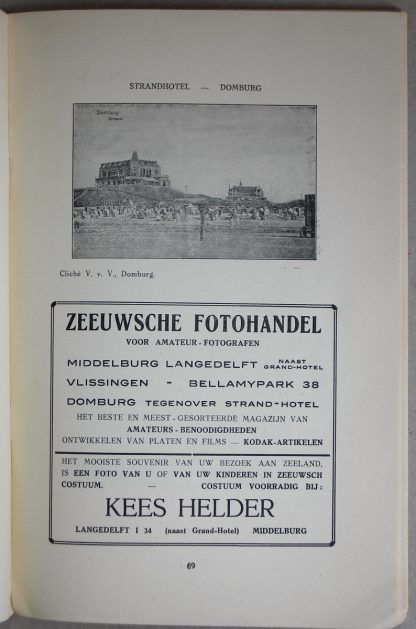 STRANDHOTEL — DOMBURG
Domburg
Strand
Cliché V. v. V., Domburg.
ZEEUWSCHE FOTOHANDEL
VOOR AMATEUR-FOTOGRAFEN
MIDDELBURG LANGEDELFT NAAST GRAND-HOTEL
VLISSINGEN - BELLAMYPARK 38
DOMBURG TEGENOVER STRAND-HOTEL
HET BESTE EN MEEST-GESORTEERDE MAGAZIJN VAN
AMATEURS-BENOODIGDHEDEN
ONTWIKKELEN VAN PLATEN EN FILMS — KODAK-ARTIKELEN
HET MOOISTE SOUVENIR VAN UW BEZOEK AAN ZEELAND,
IS EEN FOTO VAN U OF VAN UW KINDEREN IN ZEEUWSCH
COSTUUM. — COSTUUM VOORRADIG BIJ:
KEES HELDER
LANGEDELFT I 34 (naast Grand-Hotel) MIDDELBURG
69